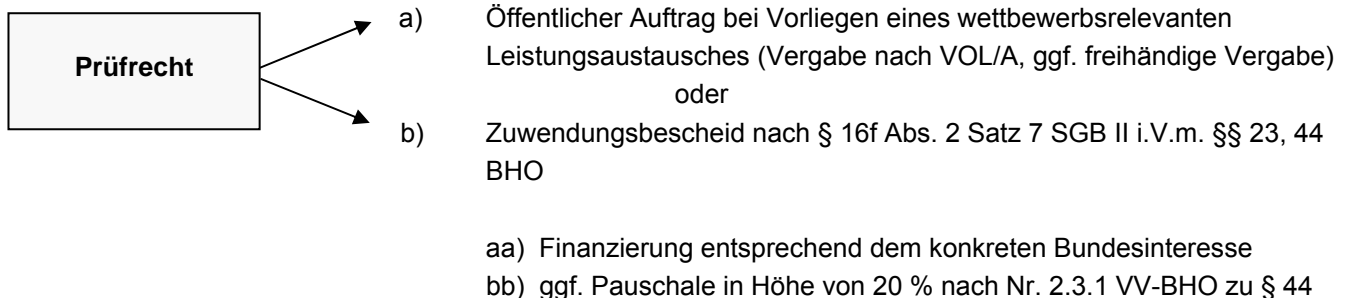 Prüfrecht
a) Öffentlicher Auftrag bei Vorliegen eines wettbewerbsrelevanten
Leistungsaustausches (Vergabe nach VOL/A, ggf. freihändige Vergabe)
oder
b) Zuwendungsbescheid nach § 16f Abs. 2 Satz 7 SGB II i.V.m. §§ 23, 44
BHO
aa) Finanzierung entsprechend dem konkreten Bundesinteresse
bb) ggf. Pauschale in Höhe von 20 % nach Nr. 2.3.1 VV-BHO zu § 44